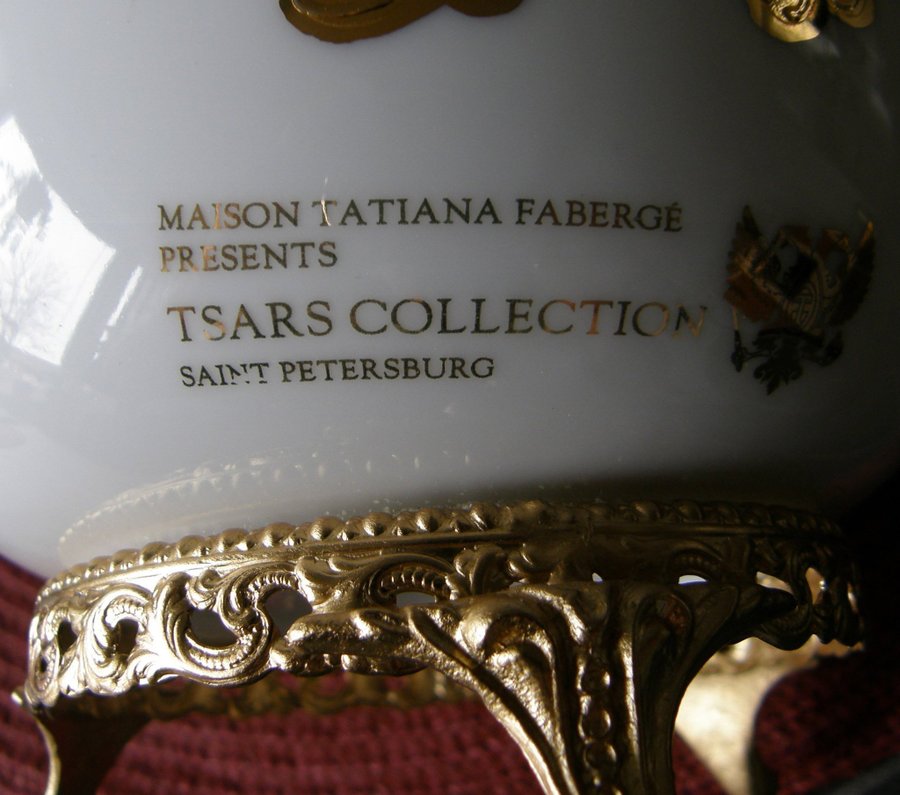 MAISON TATIANA FABERGÉ
PRESENTS
TSARS COLLECTION
SAINT PETERSBURG